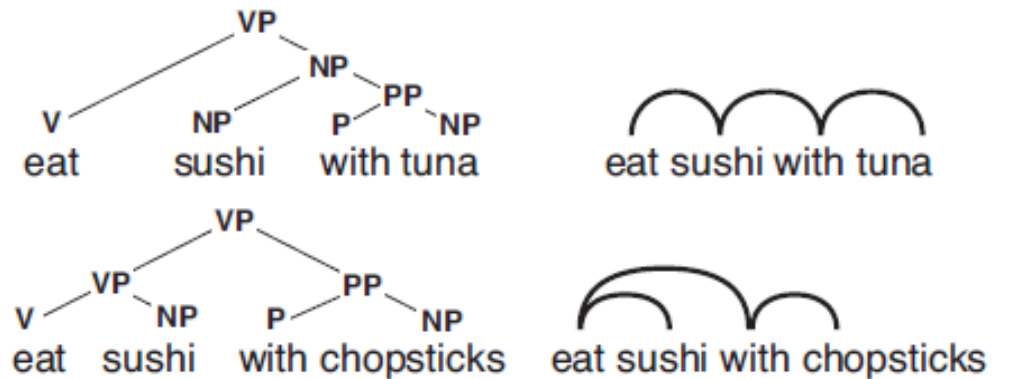 VP
NP
PP
V NP P NP
eat sushi with tuna eat sushi with tuna
VP
VP PP
V NP P NP
eat sushi with chopsticks eat sushi with chopsticks